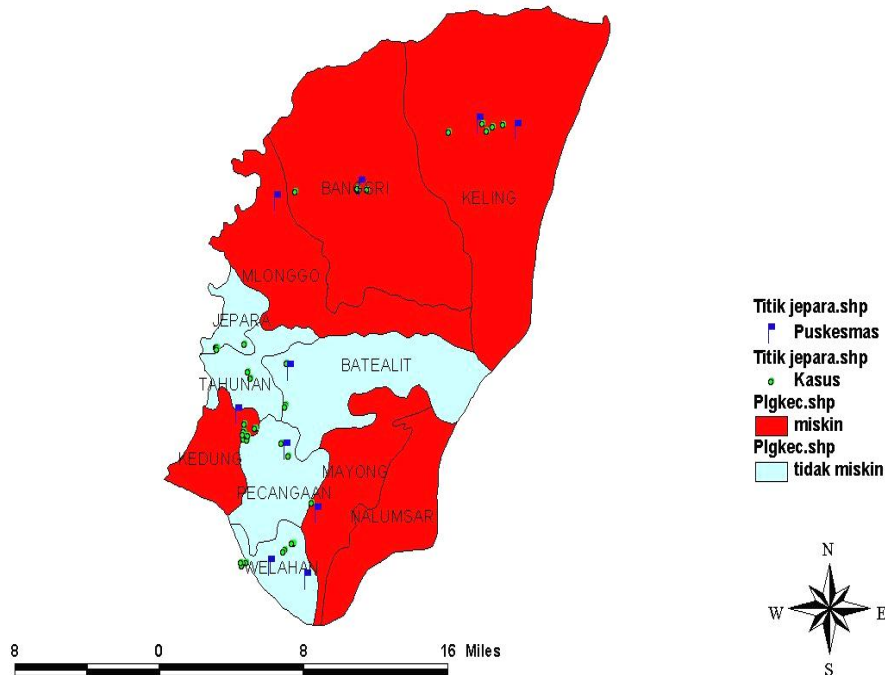 BANGSRI
KELING
MLONGGO
JEPARA
BATEALIT
TAHUNAN
KEDUNG
MAYONG
PECANGAAN
NALUMSARI
WELAHAN
Titik jepara.shp
Puskesmas
Titik jepara.shp
Kasus
Plgkec.shp
miskin
Plgkec.shp
tidak miskin
N
W
E
S
8
0
8
16 Miles